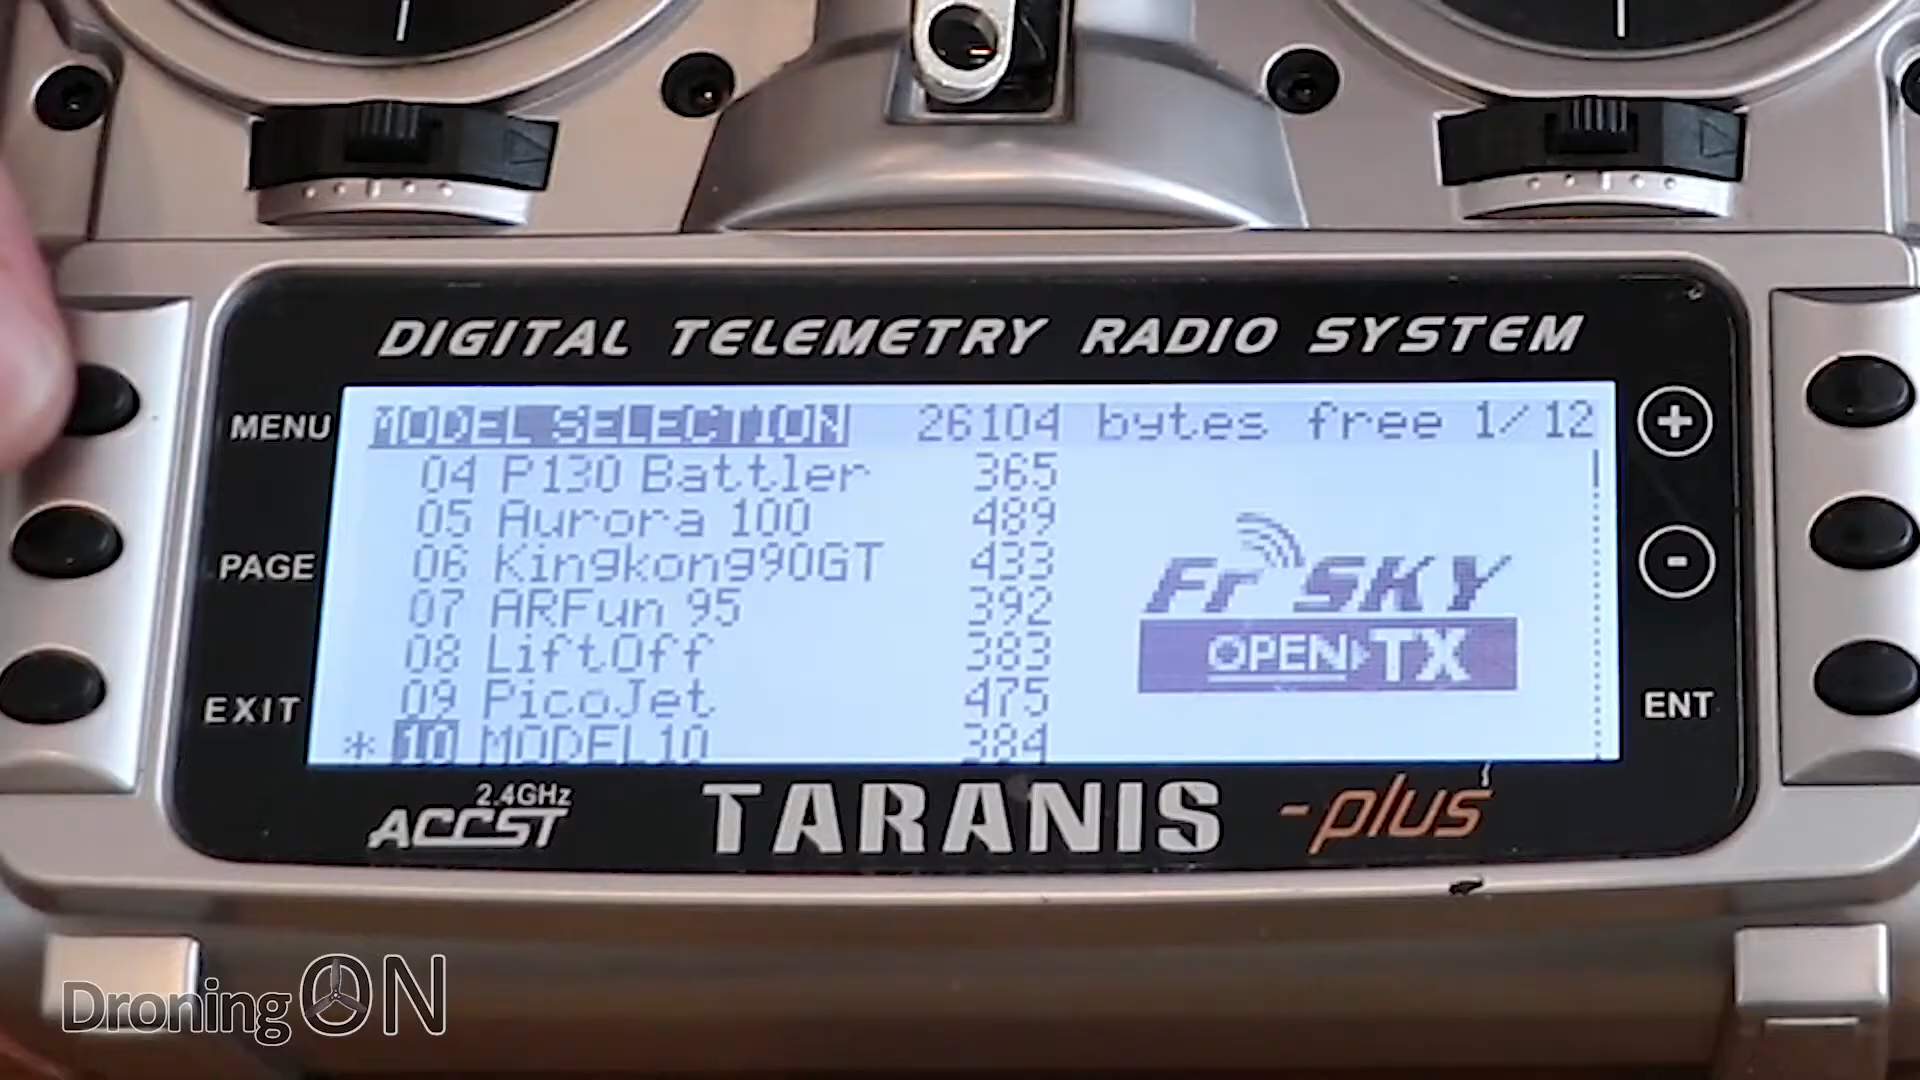 DIGITAL TELEMETRY RADIO SYSTEM
MENU
PAGE
EXIT
MODEL SELECTION 26104 bytes free 1/12
04 P130 Battler 365
05 Aurora 100 489
06 Kingkong90GT 433
07 ARFun 95 392
08 LiftOff 383
09 PicoJet 475
* 10 MODEL10 384
FrSKY
OPEN TX
+
-
ENT
2.4GHz
ACCST
TARANIS -plus
DroningON